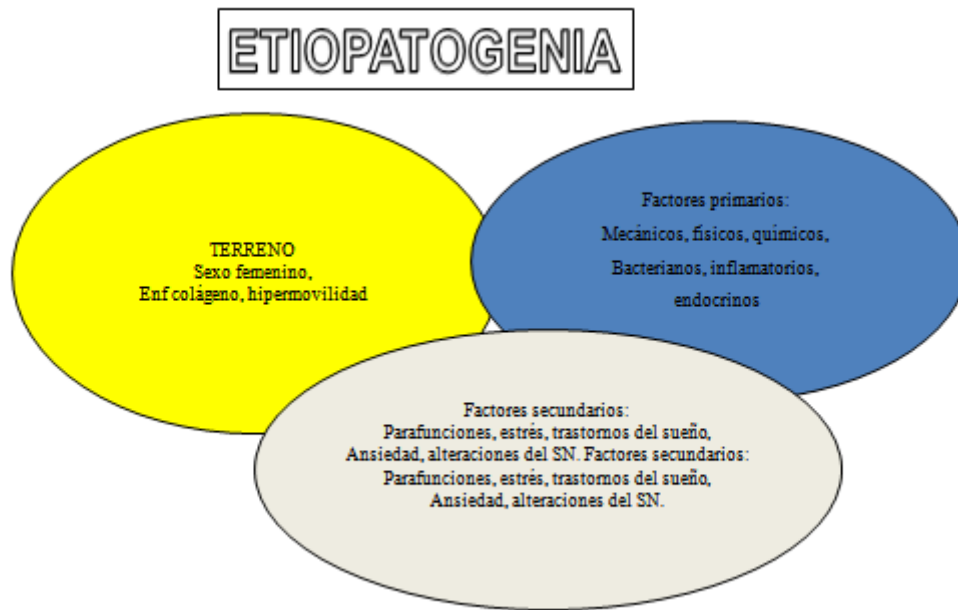 ETIOPATOGENIA
TERRENO
Sexo femenino,
Enf colágeno, hipermovilidad
Factores primarios:
Mecánicos, físicos, químicos,
Bacterianos, inflamatorios,
endocrinos
Factores secundarios:
Parafunciones, estrés, trastornos del sueño,
Ansiedad, alteraciones del SN. Factores secundarios:
Parafunciones, estrés, trastornos del sueño,
Ansiedad, alteraciones del SN.